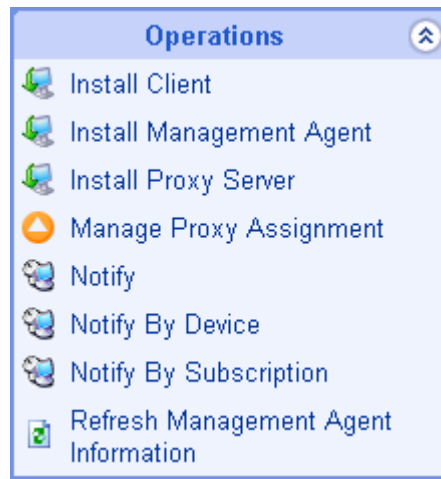 Operations
Install Client
Install Management Agent
Install Proxy Server
Manage Proxy Assignment
Notify
Notify By Device
Notify By Subscription
Refresh Management Agent
Information